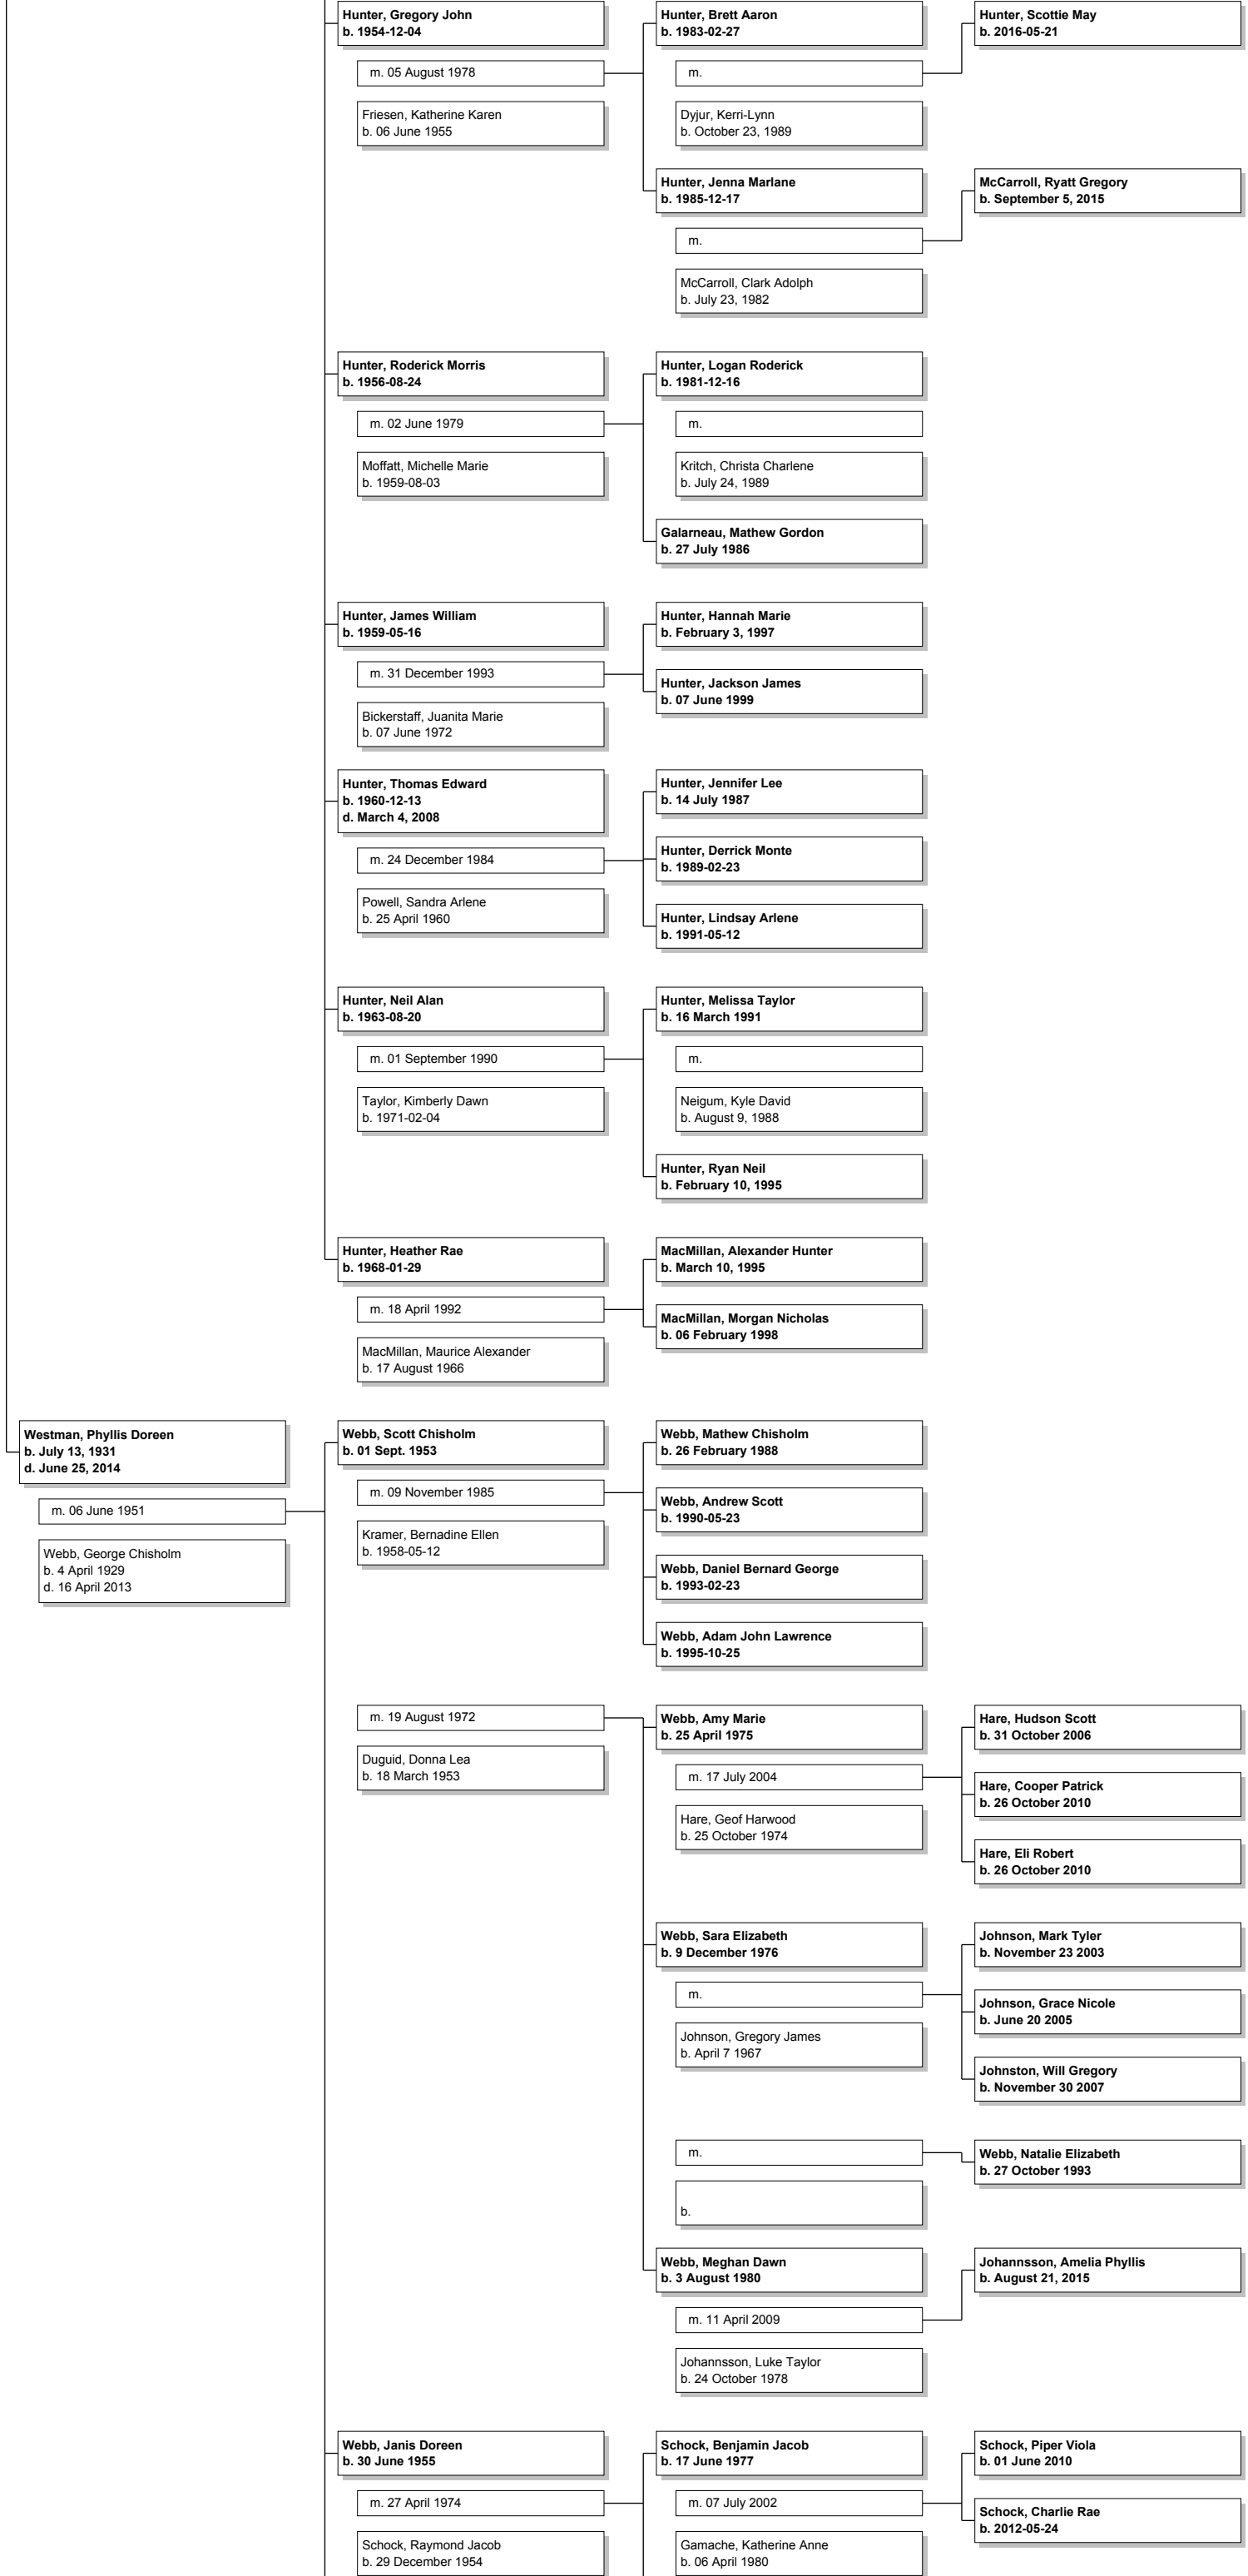 Hunter, Gregory John
b. 1954-12-04
m. 05 August 1978
Friesen, Katherine Karen
b. 06 June 1955
Hunter, Brett Aaron
b. 1983-02-27
m.
Dyjur, Kerri-Lynn
b. October 23, 1989
Hunter, Scottie May
b. 2016-05-21
Hunter, Jenna Marlane
b. 1985-12-17
m.
McCarroll, Clark Adolph
b. July 23, 1982
McCarroll, Ryatt Gregory
b. September 5, 2015
Hunter, Roderick Morris
b. 1956-08-24
m. 02 June 1979
Moffatt, Michelle Marie
b. 1959-08-03
Hunter, Logan Roderick
b. 1981-12-16
m.
Kritch, Christa Charlene
b. July 24, 1989
Galarneau, Mathew Gordon
b. 27 July 1986
Hunter, James William
b. 1959-05-16
m. 31 December 1993
Bickerstaff, Juanita Marie
b. 07 June 1972
Hunter, Hannah Marie
b. February 3, 1997
Hunter, Jackson James
b. 07 June 1999
Hunter, Thomas Edward
b. 1960-12-13
d. March 4, 2008
m. 24 December 1984
Powell, Sandra Arlene
b. 25 April 1960
Hunter, Jennifer Lee
b. 14 July 1987
Hunter, Derrick Monte
b. 1989-02-23
Hunter, Lindsay Arlene
b. 1991-05-12
Hunter, Neil Alan
b. 1963-08-20
m. 01 September 1990
Taylor, Kimberly Dawn
b. 1971-02-04
Hunter, Melissa Taylor
b. 16 March 1991
m.
Neigum, Kyle David
b. August 9, 1988
Hunter, Ryan Neil
b. February 10, 1995
Hunter, Heather Rae
b. 1968-01-29
m. 18 April 1992
MacMillan, Maurice Alexander
b. 17 August 1966
MacMillan, Alexander Hunter
b. March 10, 1995
MacMillan, Morgan Nicholas
b. 06 February 1998
Westman, Phyllis Doreen
b. July 13, 1931
d. June 25, 2014
m. 06 June 1951
Webb, George Chisholm
b. 4 April 1929
d. 16 April 2013
Webb, Scott Chisholm
b. 01 Sept. 1953
m. 09 November 1985
Kramer, Bernadine Ellen
b. 1958-05-12
Webb, Mathew Chisholm
b. 26 February 1988
Webb, Andrew Scott
b. 1990-05-23
Webb, Daniel Bernard George
b. 1993-02-23
Webb, Adam John Lawrence
b. 1995-10-25
m. 19 August 1972
Duguid, Donna Lea
b. 18 March 1953
Webb, Amy Marie
b. 25 April 1975
m. 17 July 2004
Hare, Geof Harwood
b. 25 October 1974
Hare, Hudson Scott
b. 31 October 2006
Hare, Cooper Patrick
b. 26 October 2010
Hare, Eli Robert
b. 26 October 2010
Webb, Sara Elizabeth
b. 9 December 1976
m.
Johnson, Gregory James
b. April 7 1967
Johnson, Mark Tyler
b. November 23 2003
Johnson, Grace Nicole
b. June 20 2005
Johnston, Will Gregory
b. November 30 2007
m.
b.
Webb, Natalie Elizabeth
b. 27 October 1993
Webb, Meghan Dawn
b. 3 August 1980
m. 11 April 2009
Johannsson, Luke Taylor
b. 24 October 1978
Johannsson, Amelia Phyllis
b. August 21, 2015
Webb, Janis Doreen
b. 30 June 1955
m. 27 April 1974
Schock, Raymond Jacob
b. 29 December 1954
Schock, Benjamin Jacob
b. 17 June 1977
m. 07 July 2002
Gamache, Katherine Anne
b. 06 April 1980
Schock, Piper Viola
b. 01 June 2010
Schock, Charlie Rae
b. 2012-05-24